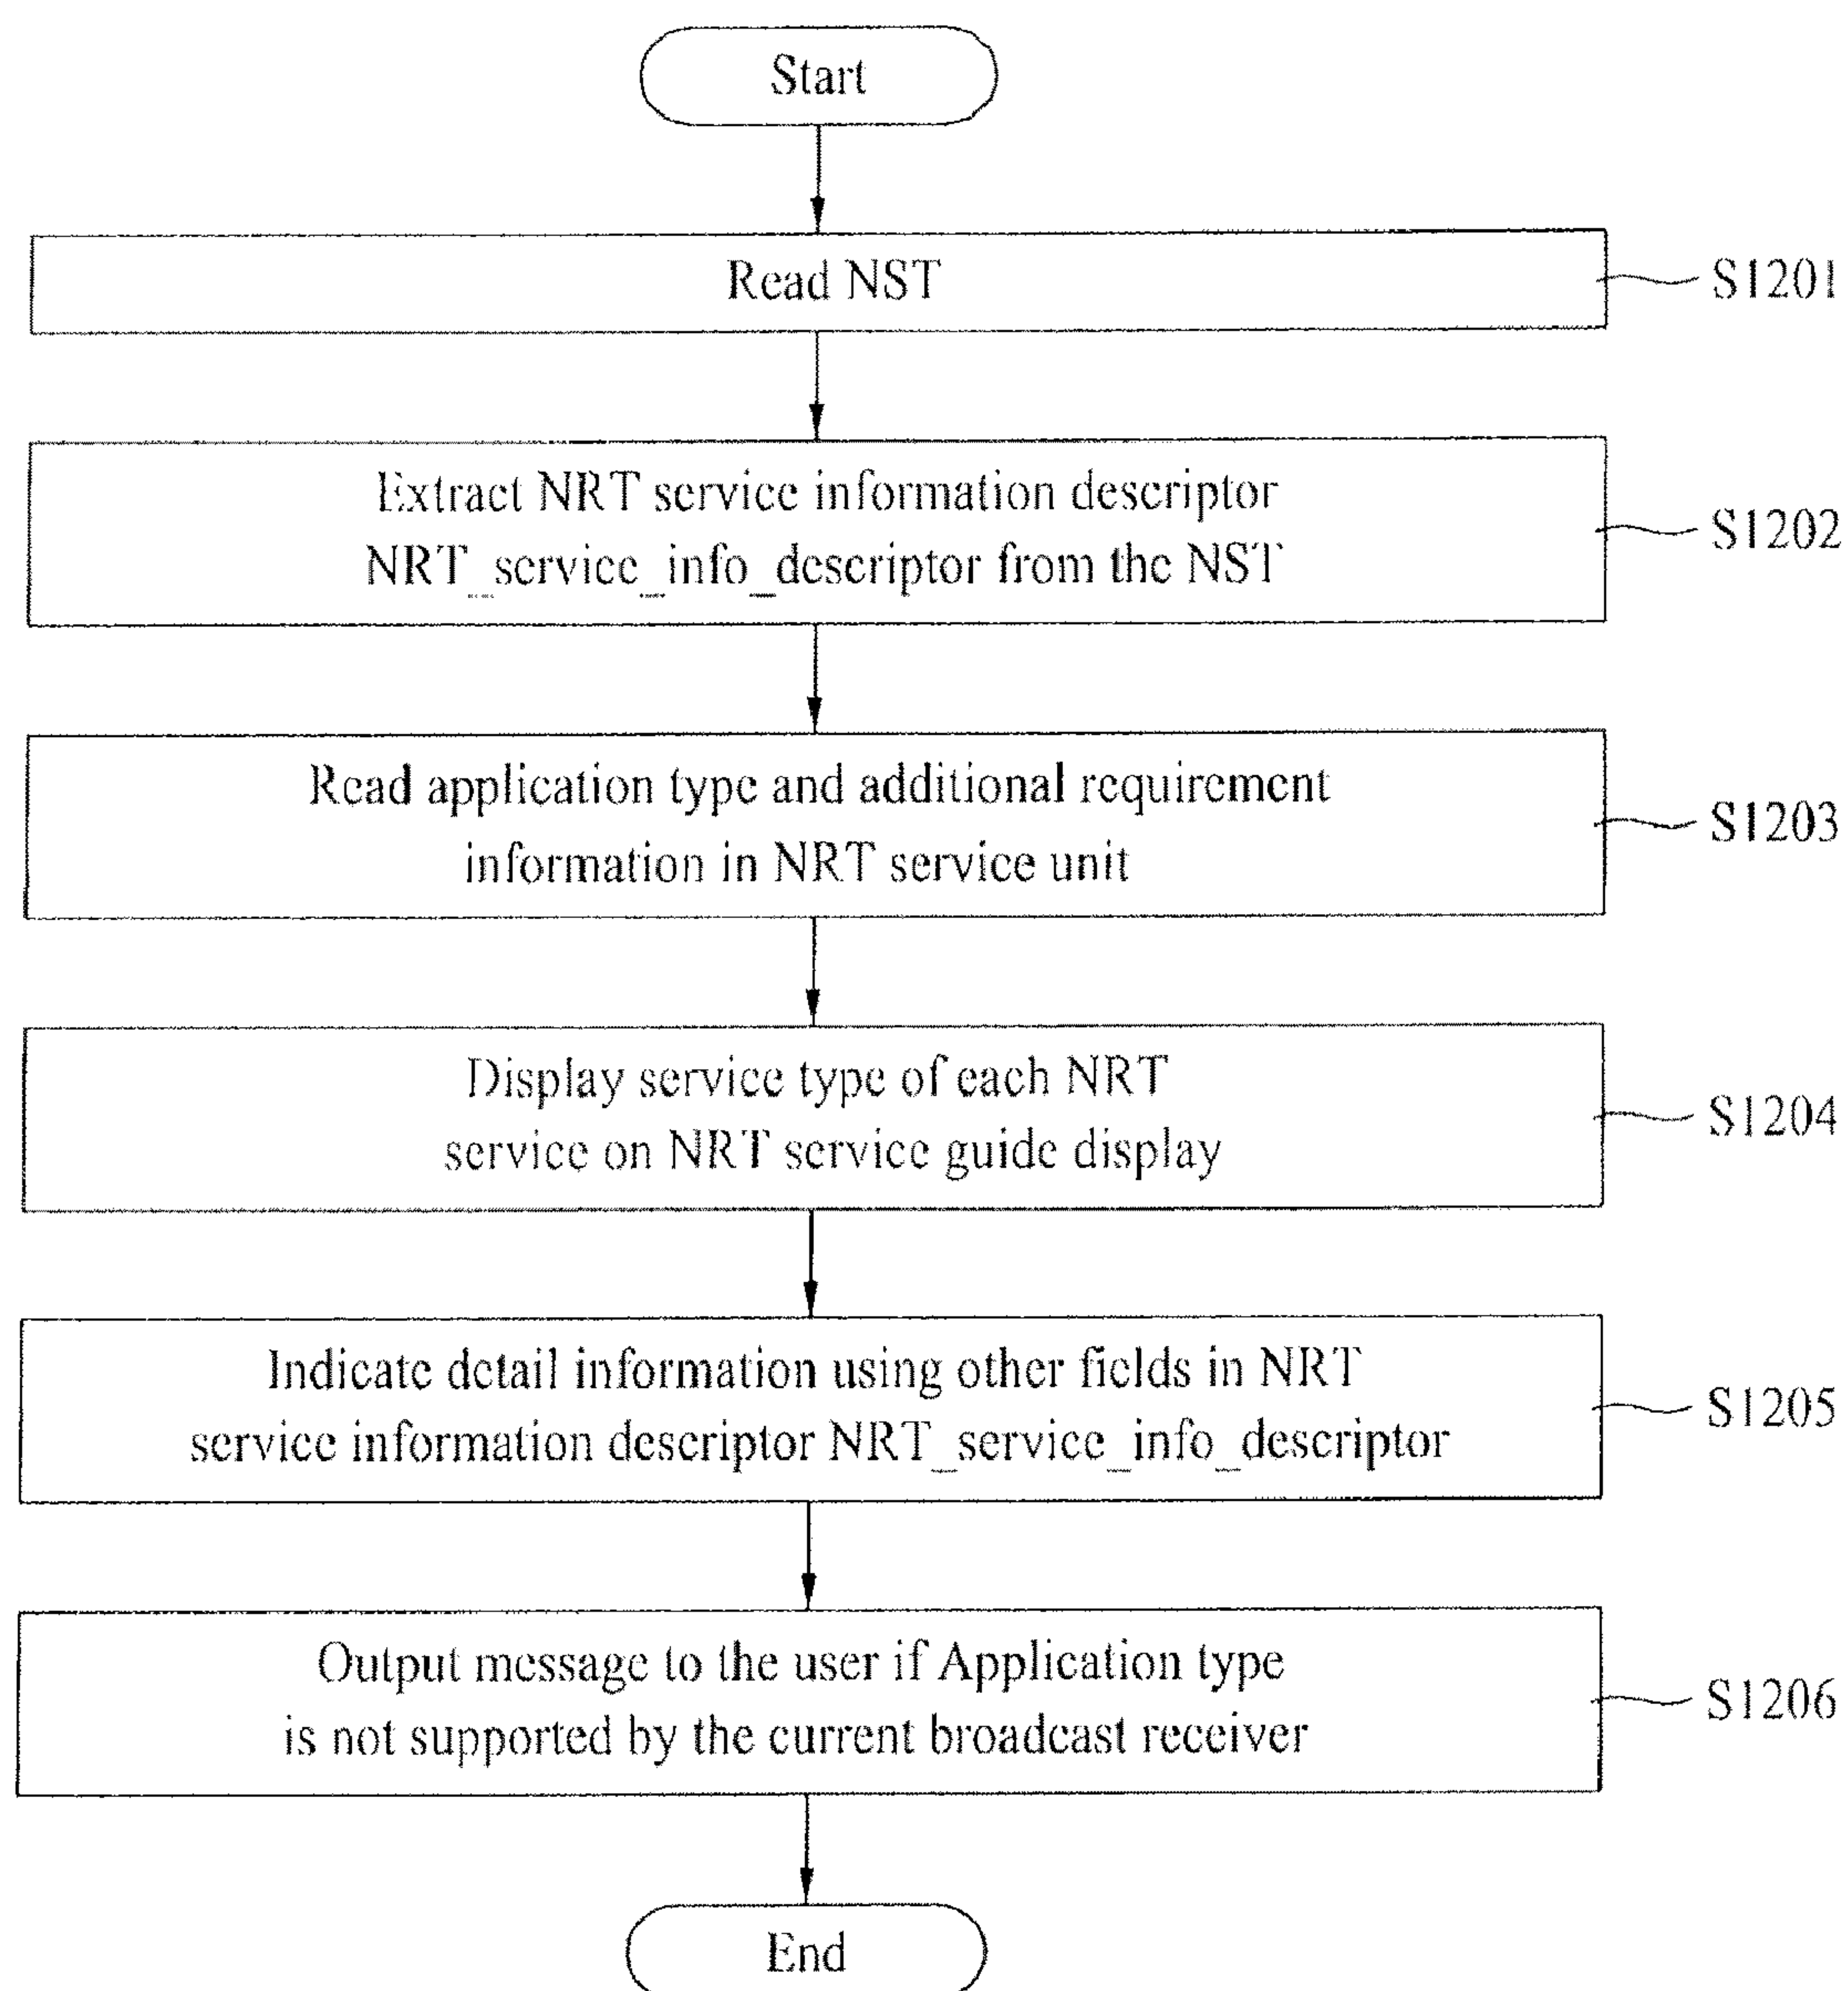 Start
Read NST
S1201
Extract NRT service information descriptor
NRT_service_info_descriptor from the NST
S1202
Read application type and additional requirement
information in NRT service unit
S1203
Display service type of each NRT
service on NRT service guide display
S1204
Indicate detail information using other fields in NRT
service information descriptor NRT_service_info_descriptor
S1205
Output message to the user if Application type
is not supported by the current broadcast receiver
S1206
End